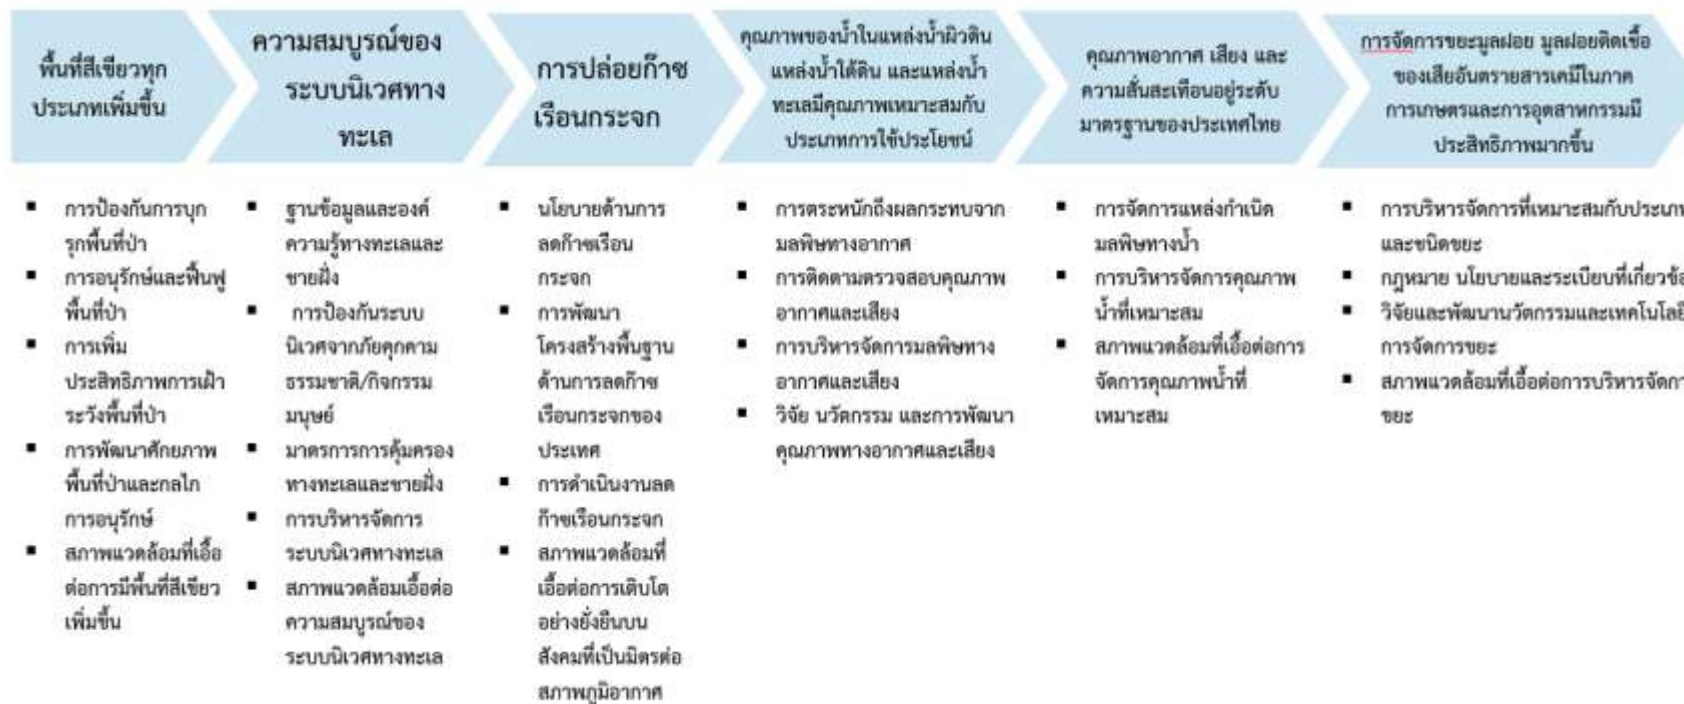 พื้นที่สีเขียวทุก
ประเภทเพิ่มขึ้น
ความสมบูรณ์ของ
ระบบนิเวศทาง
ทะเล
การปล่อยก๊าซ
เรือนกระจก
คุณภาพของน้ำในแหล่งน้ำผิวดิน
แหล่งน้ำใต้ดิน และแหล่งน้ำ
ทะเลมีคุณภาพเหมาะสมกับ
ประเภทการใช้ประโยชน์
คุณภาพอากาศ เสียง และ
ความสั่นสะเทือนอยู่ระดับ
มาตรฐานของประเทศไทย
การจัดการขยะมูลฝอย มูลฝอยติดเชื้อ
ของเสียอันตรายสารเคมีในภาค
การเกษตรและการอุตสาหกรรมมี
ประสิทธิภาพมากขึ้น
▪ การป้องกันการบุก
รุกพื้นที่ป่า
▪ การอนุรักษ์และฟื้นฟู
พื้นที่ป่า
▪ การเพิ่ม
ประสิทธิภาพการเฝ้า
ระวังพื้นที่ป่า
▪ การพัฒนาศักยภาพ
พื้นที่ป่าและกลไก
การอนุรักษ์
▪ สภาพแวดล้อมที่เอื้อ
ต่อการมีพื้นที่สีเขียว
เพิ่มขึ้น
▪ ฐานข้อมูลและองค์
ความรู้ทางทะเลและ
ชายฝั่ง
▪ การป้องกันระบบ
นิเวศจากภัยคุกคาม
ธรรมชาติ/กิจกรรม
มนุษย์
▪ มาตรการการคุ้มครอง
ทางทะเลและชายฝั่ง
▪ การบริหารจัดการ
ระบบนิเวศทางทะเล
▪ สภาพแวดล้อมเอื้อต่อ
ความสมบูรณ์ของ
ระบบนิเวศทางทะเล
▪ นโยบายด้านการ
ลดก๊าซเรือน
กระจก
▪ การพัฒนา
โครงสร้างพื้นฐาน
ด้านการลดก๊าซ
เรือนกระจกของ
ประเทศ
▪ การดำเนินงานลด
ก๊าซเรือนกระจก
▪ สภาพแวดล้อมที่
เอื้อต่อการเติบโต
อย่างยั่งยืนบน
สังคมที่เป็นมิตรต่อ
สภาพภูมิอากาศ
▪ การตระหนักถึงผลกระทบจาก
มลพิษทางอากาศ
▪ การติดตามตรวจสอบคุณภาพ
อากาศและเสียง
▪ การบริหารจัดการมลพิษทาง
อากาศและเสียง
▪ วิจัย นวัตกรรม และการพัฒนา
คุณภาพทางอากาศและเสียง
▪ การจัดการแหล่งกำเนิด
มลพิษทางน้ำ
▪ การบริหารจัดการคุณภาพ
น้ำที่เหมาะสม
▪ สภาพแวดล้อมที่เอื้อต่อการ
จัดการคุณภาพน้ำที่
เหมาะสม
▪ การบริหารจัดการที่เหมาะสมกับประเภท
และชนิดขยะ
▪ กฎหมาย นโยบายและระเบียบที่เกี่ยวข้อ
▪ วิจัยและพัฒนานวัตกรรมและเทคโนโลยี
การจัดการขยะ
▪ สภาพแวดล้อมที่เอื้อต่อการบริหารจัดกา
ขยะ